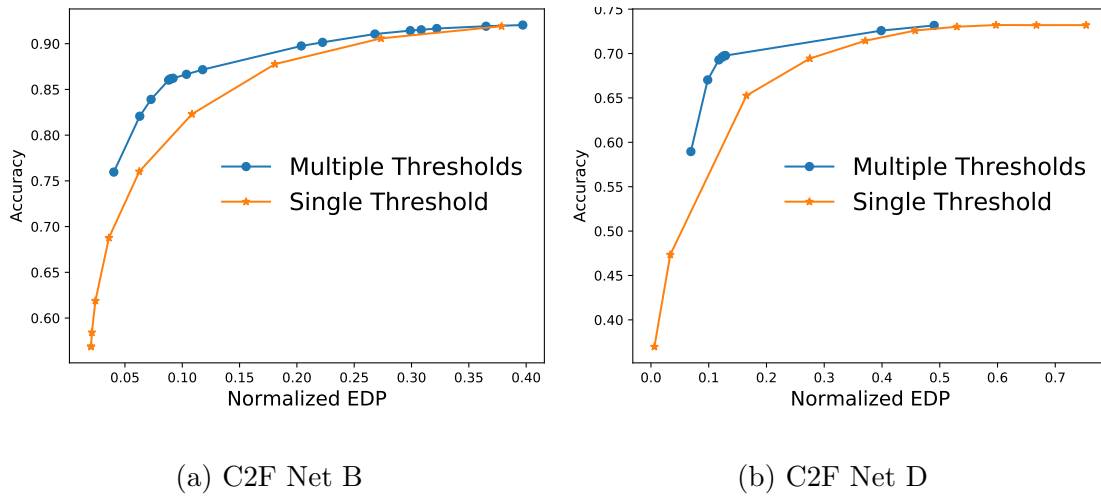 0.90
0.85
0.80
0.75
0.70
0.65
0.60
Accuracy
Multiple Thresholds
Single Threshold
0.05 0.10 0.15 0.20 0.25 0.30 0.35 0.40
Normalized EDP
(a) C2F Net B
0.75
0.70
0.65
0.60
0.55
0.50
0.45
0.40
Accuracy
Multiple Thresholds
Single Threshold
0.0 0.1 0.2 0.3 0.4 0.5 0.6 0.7
Normalized EDP
(b) C2F Net D